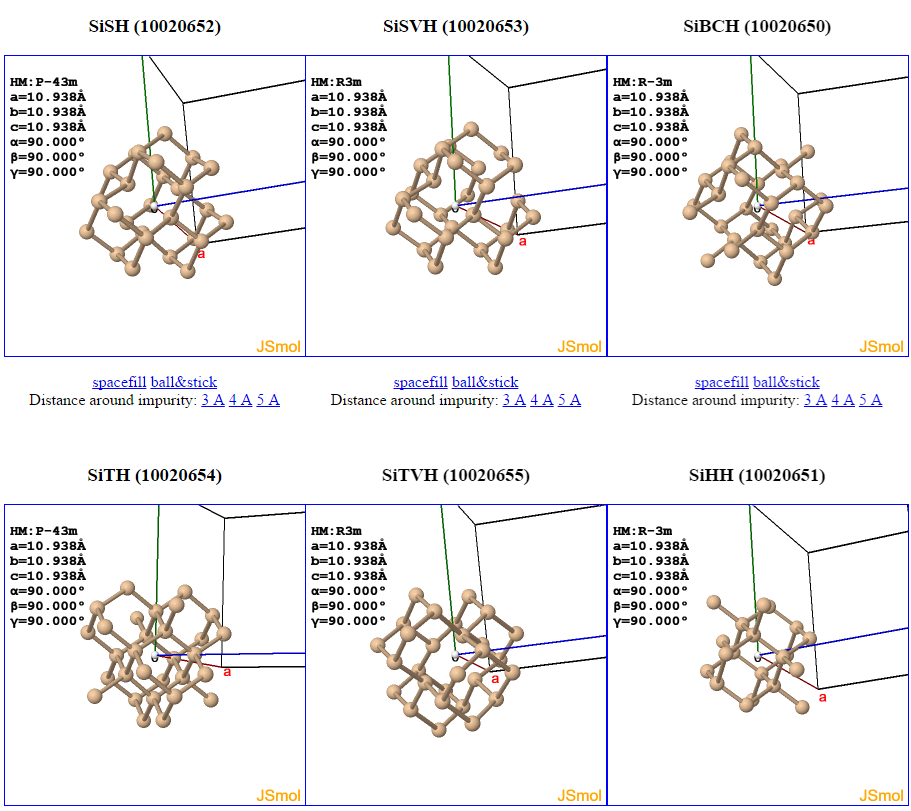 SiSH (10020652)
SiSVH (10020653)
SiBCH (10020650)
HM:P-43m
a=10.938Å
b=10.938Å
c=10.938Å
α=90.000°
β=90.000°
γ=90.000°
a
JSmol
HM:R3m
a=10.938Å
b=10.938Å
c=10.938Å
α=90.000°
β=90.000°
γ=90.000°
a
JSmol
HM:R-3m
a=10.938Å
b=10.938Å
c=10.938Å
α=90.000°
β=90.000°
γ=90.000°
a
JSmol
spacefill ball&stick
Distance around impurity: 3 A 4 A 5 A
spacefill ball&stick
Distance around impurity: 3 A 4 A 5 A
spacefill ball&stick
Distance around impurity: 3 A 4 A 5 A
SiTH (10020654)
SiTVH (10020655)
SiHH (10020651)
HM:P-43m
a=10.938Å
b=10.938Å
c=10.938Å
α=90.000°
β=90.000°
γ=90.000°
a
JSmol
HM:R3m
a=10.938Å
b=10.938Å
c=10.938Å
α=90.000°
β=90.000°
γ=90.000°
a
JSmol
HM:R-3m
a=10.938Å
b=10.938Å
c=10.938Å
α=90.000°
β=90.000°
γ=90.000°
a
JSmol